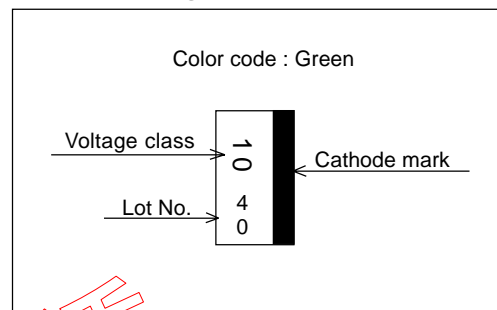 Color code : Green
Voltage class
10
Cathode mark
Lot No.
4
0